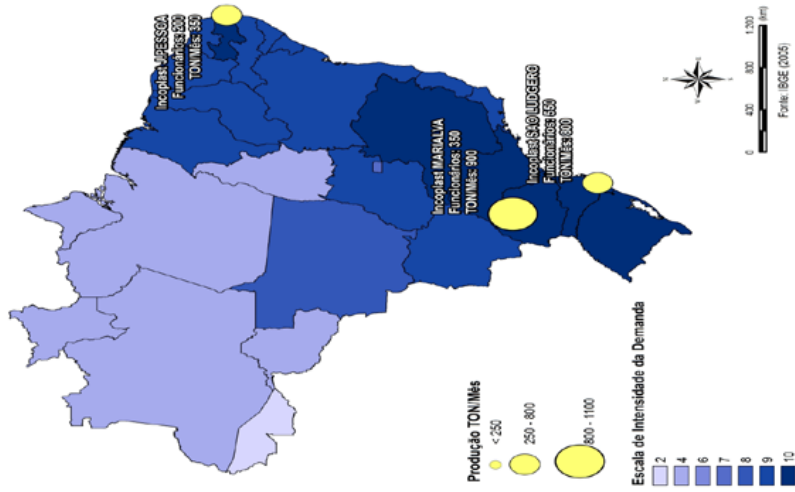 Incoplast J.PESSOA
Funcionários: 200
TON/Mês: 350
Incoplast MARIALVA
Funcionários: 350
TON/Mês: 900
Incoplast SÃO LUDGERO
Funcionários: 550
TON/Mês: 800
Produção TON/Mês
< 250
250 - 800
800 - 1100
Escala de Intensidade da Demanda
2
4
6
7
8
9
10
0 400 800 1.200
(km)
Fonte: IBGE (2005)